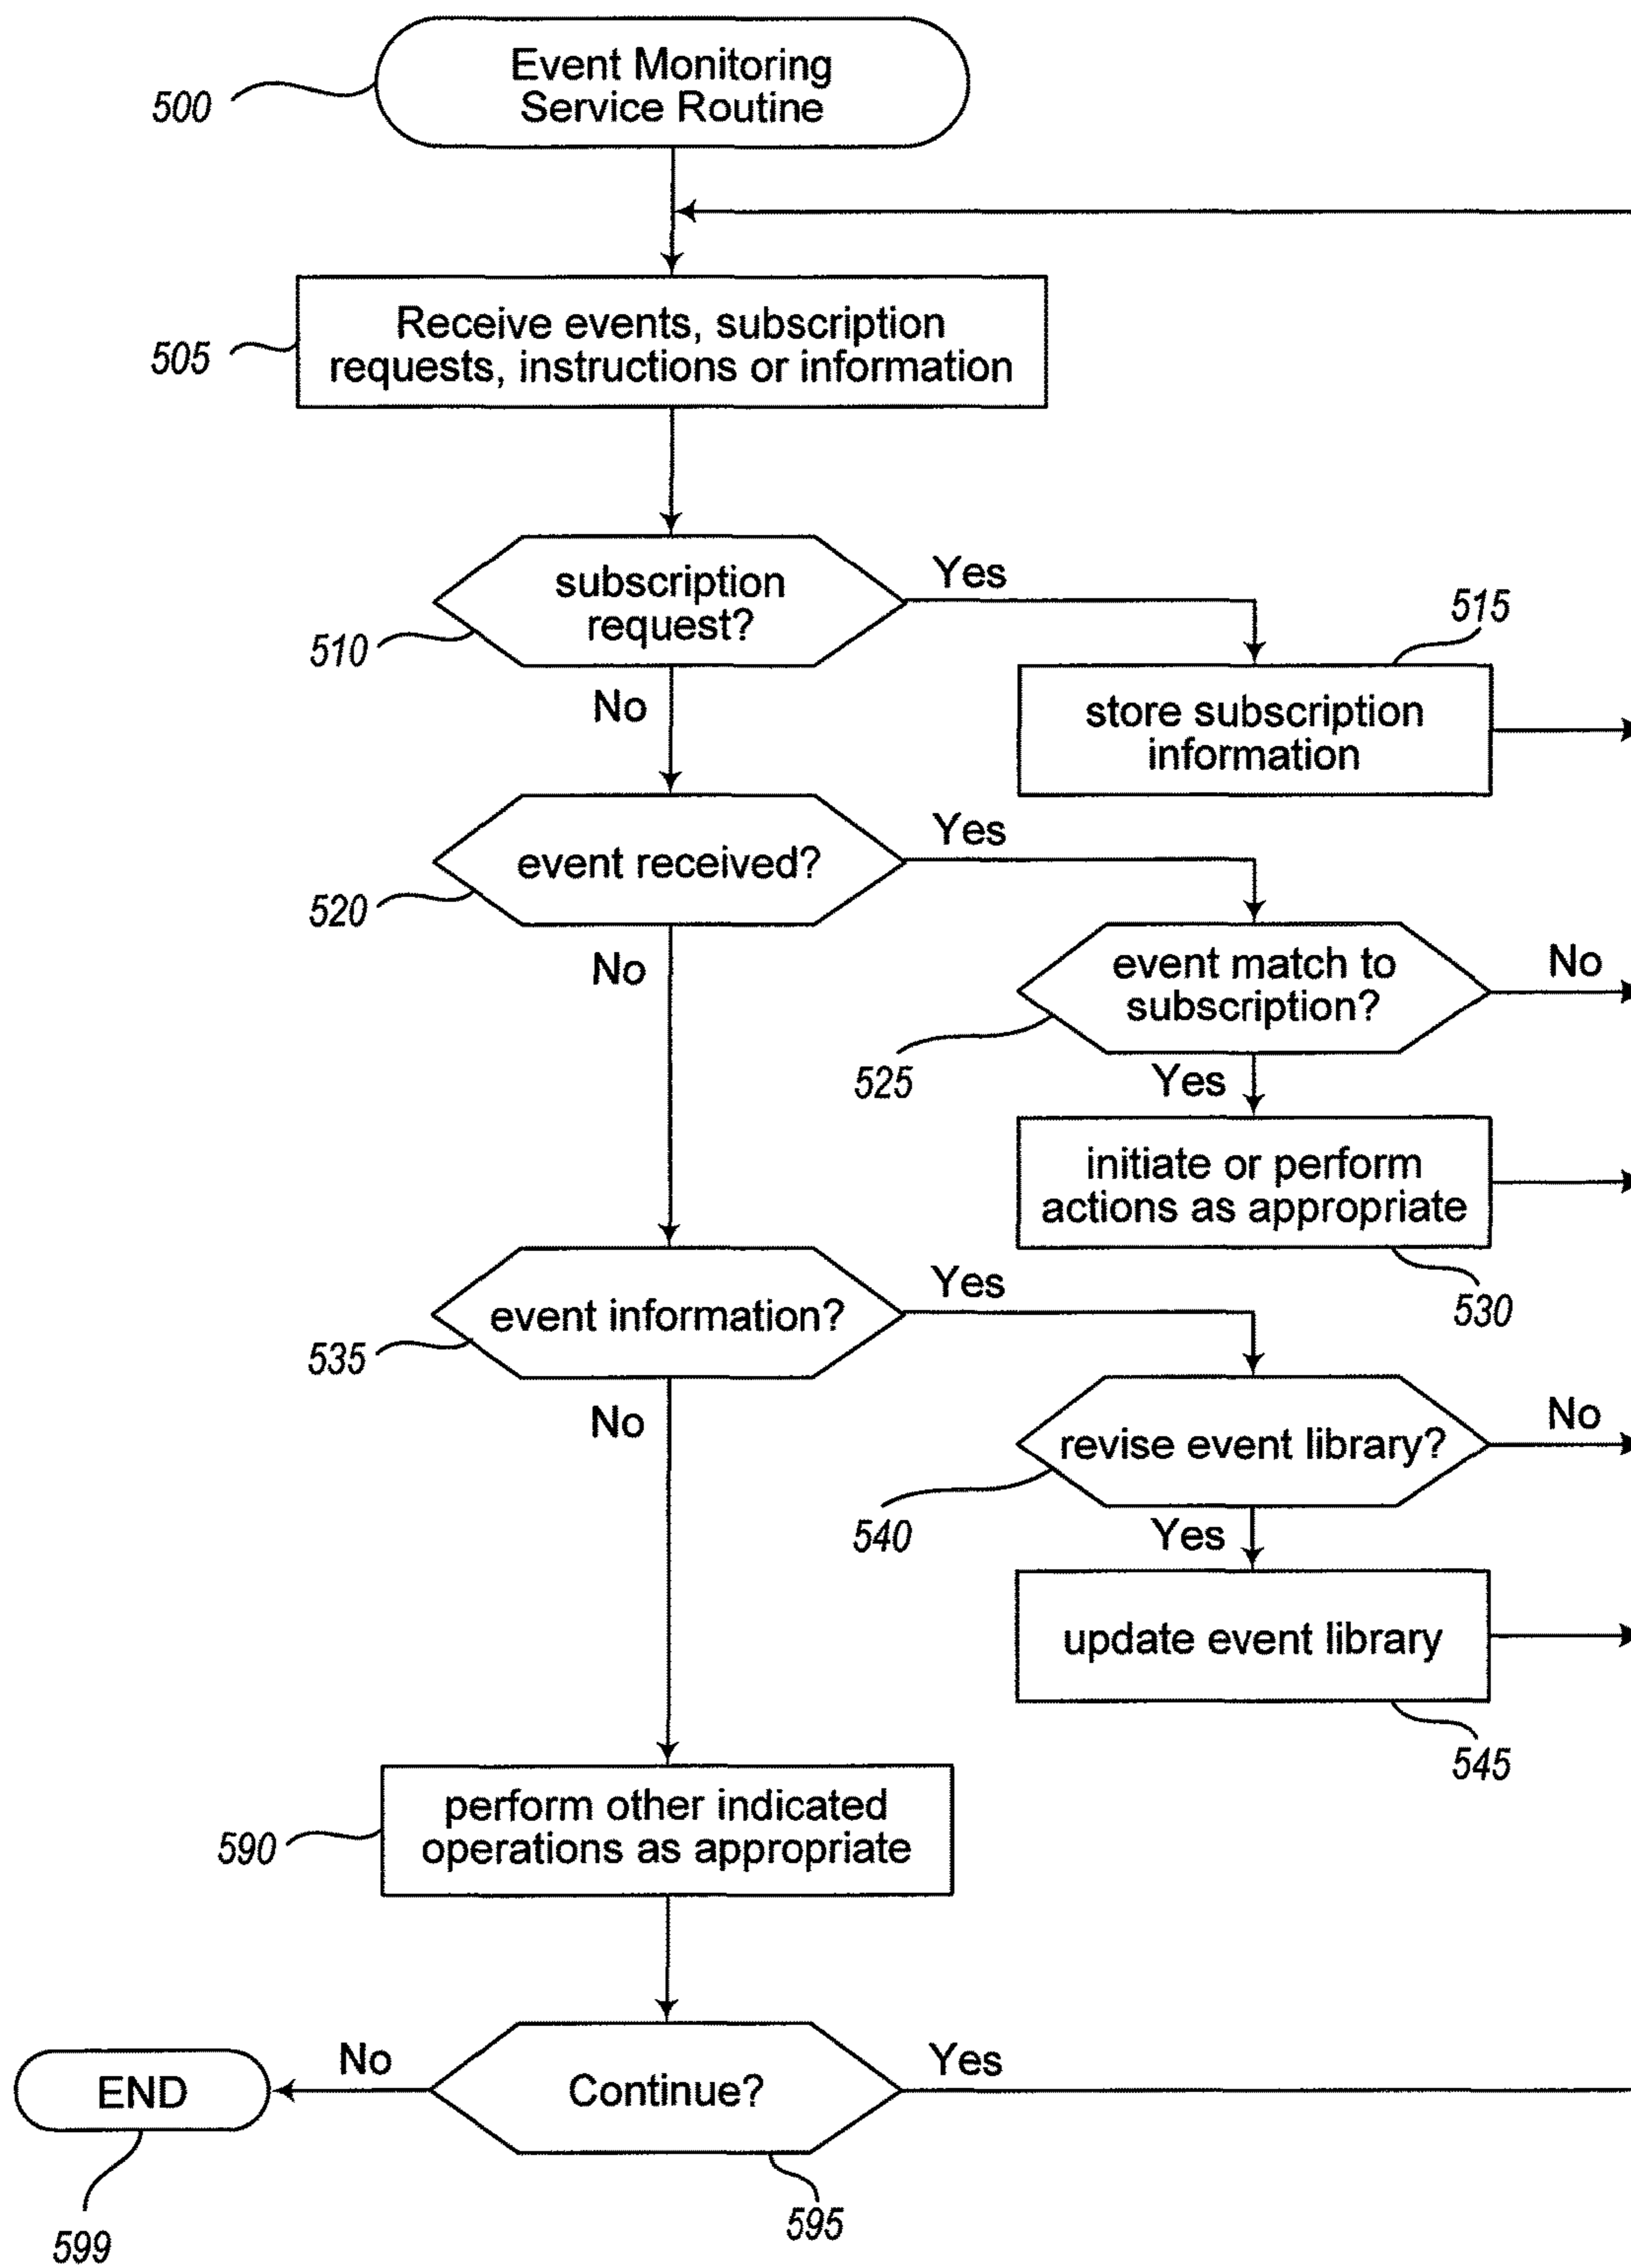 Event Monitoring
Service Routine
500
Receive events, subscription
requests, instructions or information
505
subscription
request?
510
Yes
No
515
store subscription
information
event received?
520
Yes
No
event match to
subscription?
525
No
Yes
initiate or perform
actions as appropriate
530
event information?
535
Yes
No
revise event library?
540
No
Yes
update event library
545
perform other indicated
operations as appropriate
590
Continue?
595
No
Yes
END
599